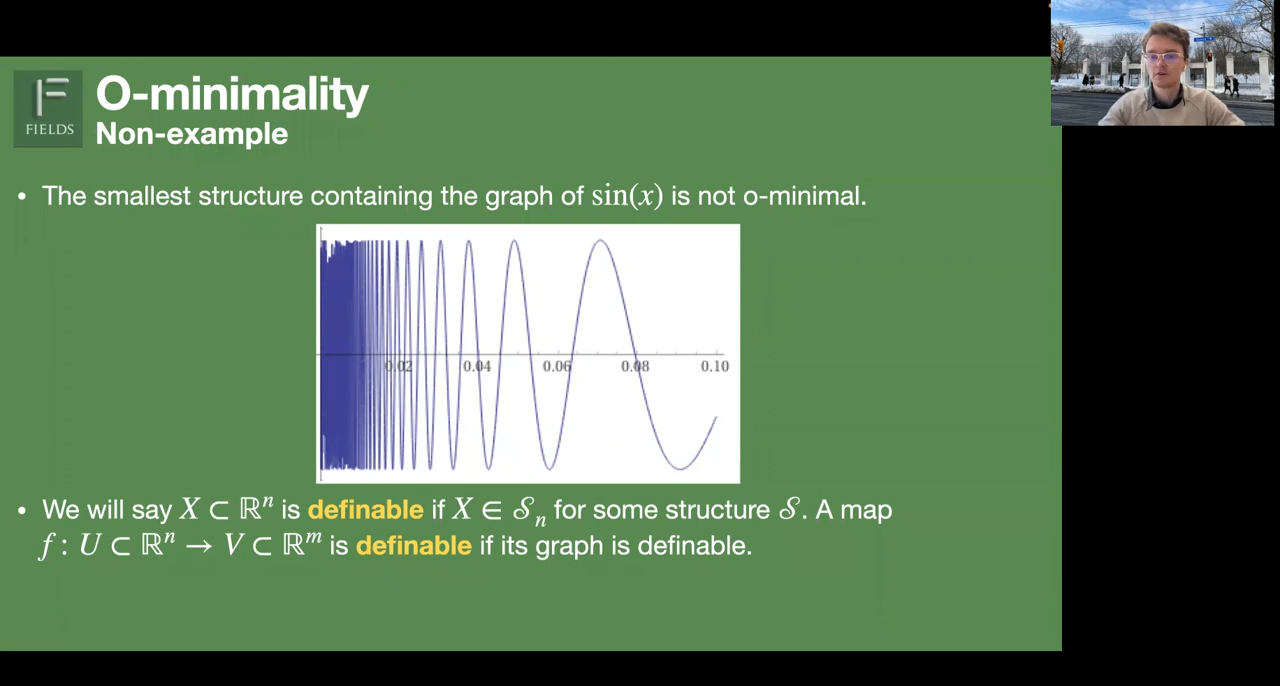 F
FIELDS
O-minimality
Non-example
• The smallest structure containing the graph of sin(x) is not o-minimal.
0.02 0.04 0.06 0.08 0.10
• We will say X ⊂ ℝⁿ is definable if X ∈ 𝒮ₙ for some structure 𝒮. A map
f : U ⊂ ℝⁿ → V ⊂ ℝᵐ is definable if its graph is definable.